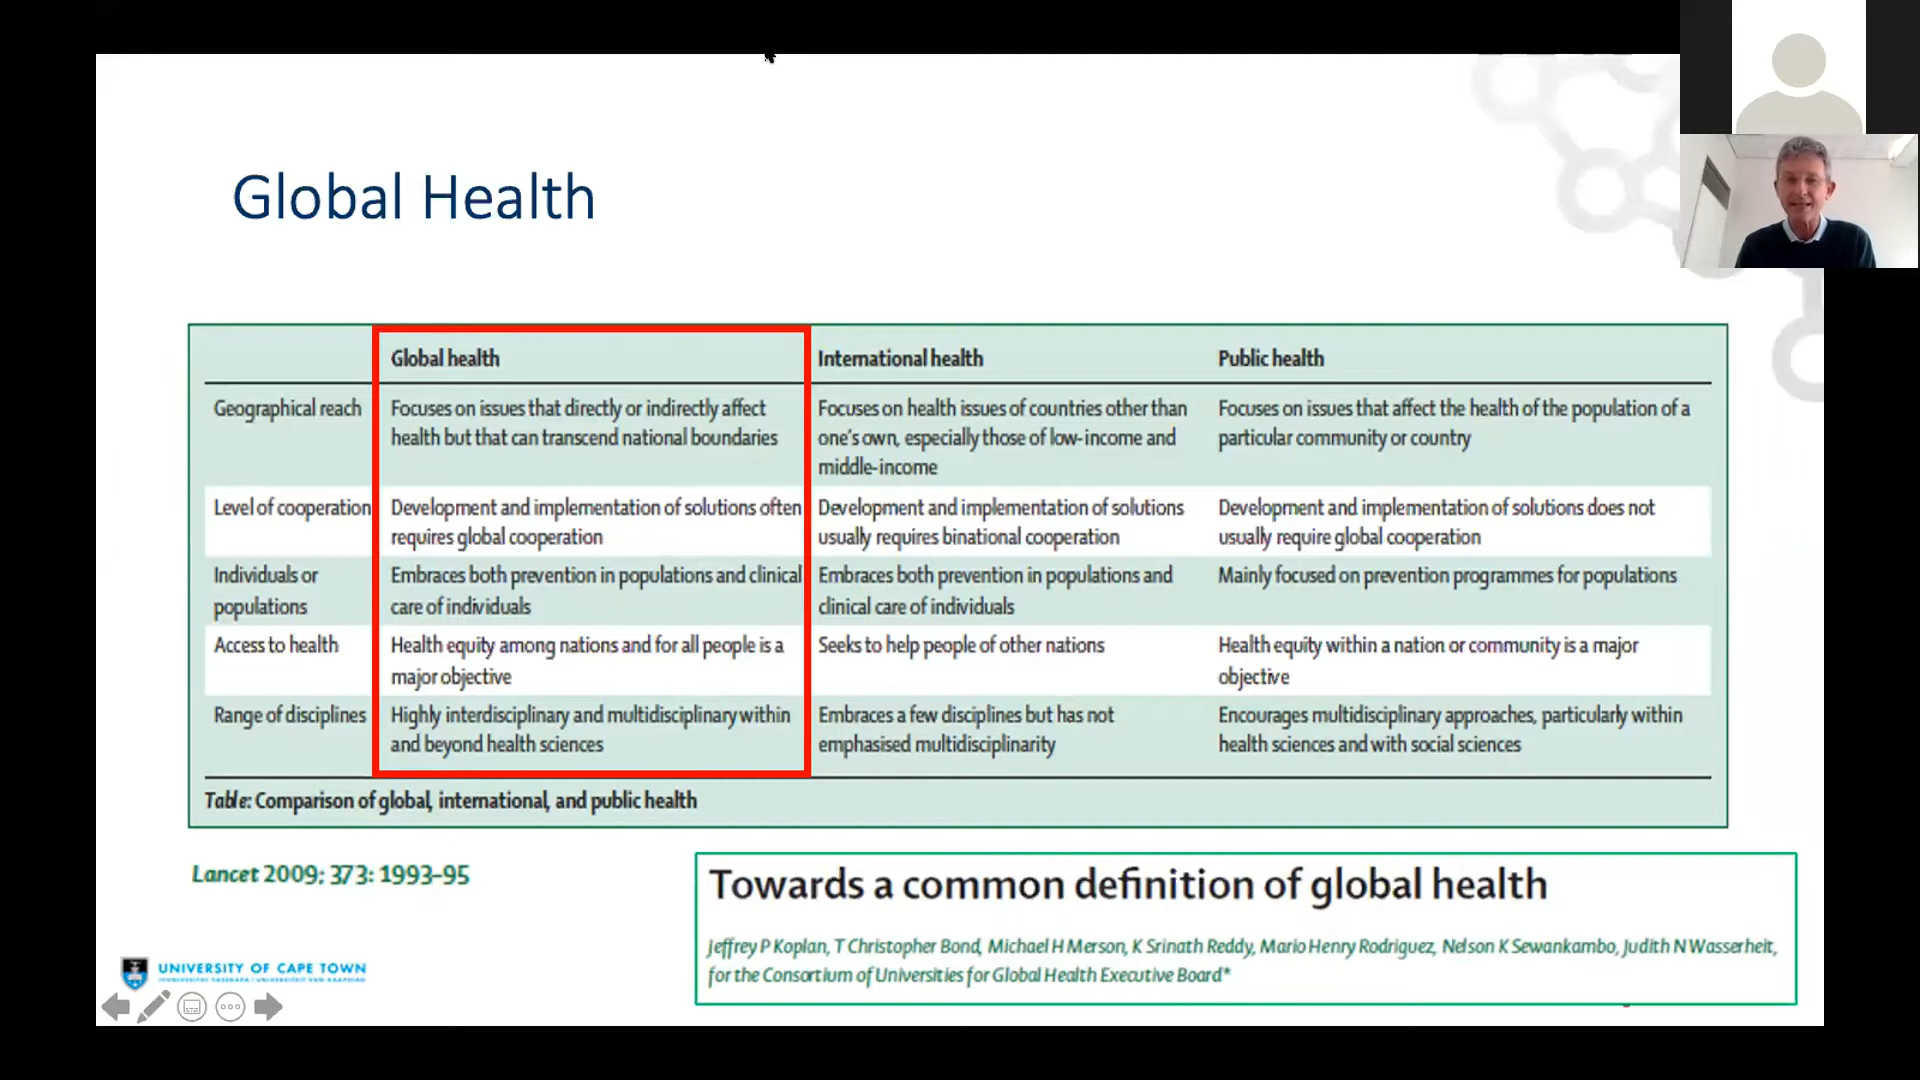 Global Health
Global health International health Public health
Geographical reach Focuses on issues that directly or indirectly affect Focuses on health issues of countries other than Focuses on issues that affect the health of the population of a
health but that can transcend national boundaries one's own, especially those of low-income and particular community or country
middle-income
Level of cooperation Development and implementation of solutions often Development and implementation of solutions Development and implementation of solutions does not
requires global cooperation usually requires binational cooperation usually require global cooperation
Individuals or Embraces both prevention in populations and clinical Embraces both prevention in populations and Mainly focused on prevention programmes for populations
populations care of individuals clinical care of individuals
Access to health Health equity among nations and for all people is a Seeks to help people of other nations Health equity within a nation or community is a major
major objective objective
Range of disciplines Highly interdisciplinary and multidisciplinary within Embraces a few disciplines but has not Encourages multidisciplinary approaches, particularly within
and beyond health sciences emphasised multidisciplinarity health sciences and with social sciences
Table: Comparison of global, international, and public health
Lancet 2009; 373: 1993–95
Towards a common definition of global health
Jeffrey P Koplan, T Christopher Bond, Michael H Merson, K Srinath Reddy, Mario Henry Rodriguez, Nelson K Sewankambo, Judith N Wasserheit,
for the Consortium of Universities for Global Health Executive Board*
UNIVERSITY OF CAPE TOWN